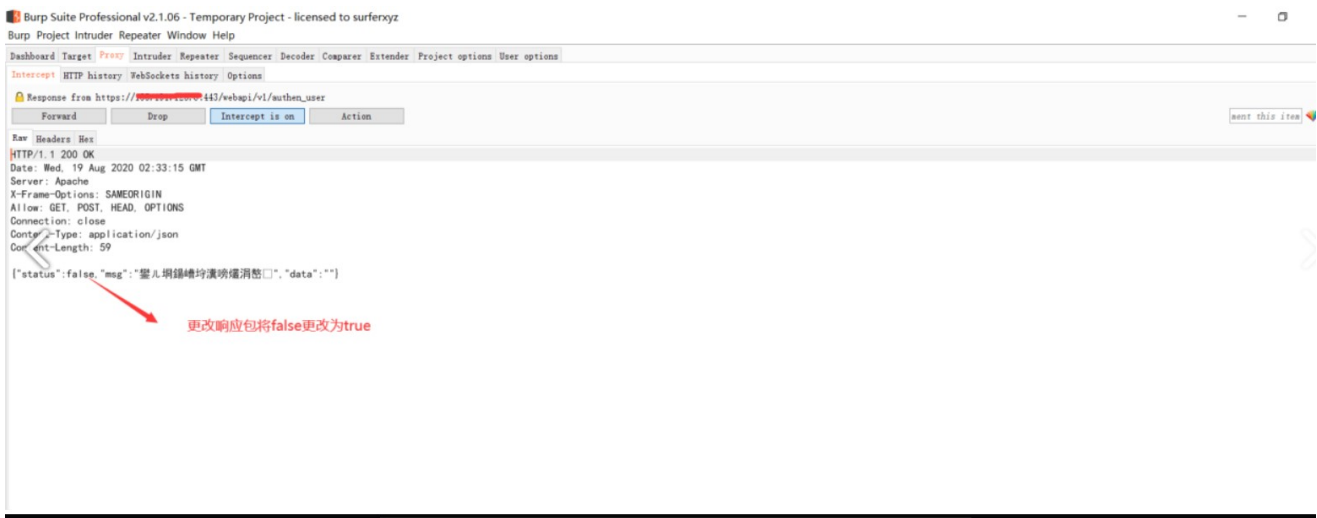 Burp Suite Professional v2.1.06 - Temporary Project - licensed to surferxyz
Burp Project Intruder Repeater Window Help
Dashboard Target Proxy Intruder Repeater Sequencer Decoder Comparer Extender Project options User options
Intercept HTTP history WebSockets history Options
Response from https:// :443/webapi/v1/authen_user
Forward Drop Intercept is on Action
ment this item
Raw Headers Hex
HTTP/1.1 200 OK
Date: Wed, 19 Aug 2020 02:33:15 GMT
Server: Apache
X-Frame-Options: SAMEORIGIN
Allow: GET, POST, HEAD, OPTIONS
Connection: close
Content-Type: application/json
Content-Length: 59
{"status":false,"msg":" ","data":""}
更改响应包将false更改为true